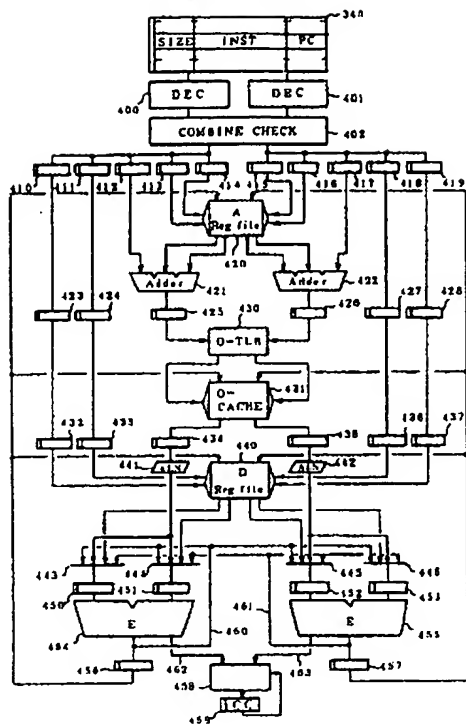 340
SIZE INST PC
DEC DEC
400 401
COMBINE CHECK 402
410 411 412 413 414 415 416 417 418 419
A
Reg file
420
Adder Adder
421 422
423 424 425 426 427 428
430
O-TLB
O-
CACHE
431
432 433 434 435 436 437
440
441 ALN D ALN 442
Reg file
443 444 445 446
450 451 452 453
461
E E
454 460 455
456 462 463 457
458
459 CC